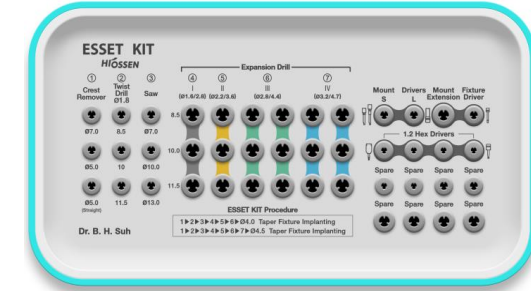 ESSET KIT
HIOSSEN
① ② ③
Crest Remover Twist Drill Ø1.8 Saw
Expansion Drill
④ ⑤ ⑥ ⑦
I II III IV
(Ø1.8/2.6) (Ø2.2/3.6) (Ø2.8/4.4) (Ø3.2/4.7)
Mount Drivers Mount Extension Fixture Driver
S L
8.5
Ø7.0 8.5 Ø7.0
1.2 Hex Drivers
10.0
Ø5.0 10 Ø10.0
Spare Spare Spare Spare
11.5
Ø5.0 11.5 Ø13.0
(Straight)
Spare Spare Spare Spare
ESSET KIT Procedure
1▶2▶3▶4▶5▶6▶Ø4.0 Taper Fixture Implanting
1▶2▶3▶4▶5▶6▶7▶Ø4.5 Taper Fixture Implanting
Dr. B. H. Suh